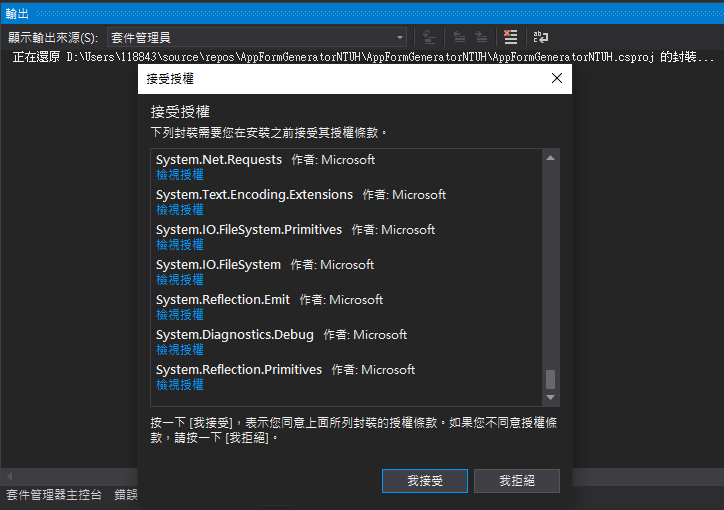 輸出
顯示輸出來源(S): 套件管理員
正在還原 D:\Users\118843\source\repos\AppFormGeneratorNTUH\AppFormGeneratorNTUH\AppFormGeneratorNTUH.csproj 的封裝...
接受授權
接受授權
下列封裝需要您在安裝之前接受其授權條款。
System.Net.Requests 作者: Microsoft
檢視授權
System.Text.Encoding.Extensions 作者: Microsoft
檢視授權
System.IO.FileSystem.Primitives 作者: Microsoft
檢視授權
System.IO.FileSystem 作者: Microsoft
檢視授權
System.Reflection.Emit 作者: Microsoft
檢視授權
System.Diagnostics.Debug 作者: Microsoft
檢視授權
System.Reflection.Primitives 作者: Microsoft
檢視授權
按一下 [我接受]，表示您同意上面所列封裝的授權條款。如果您不同意授權條
款，請按一下 [我拒絕]。
我接受 我拒絕
套件管理器主控台 錯誤